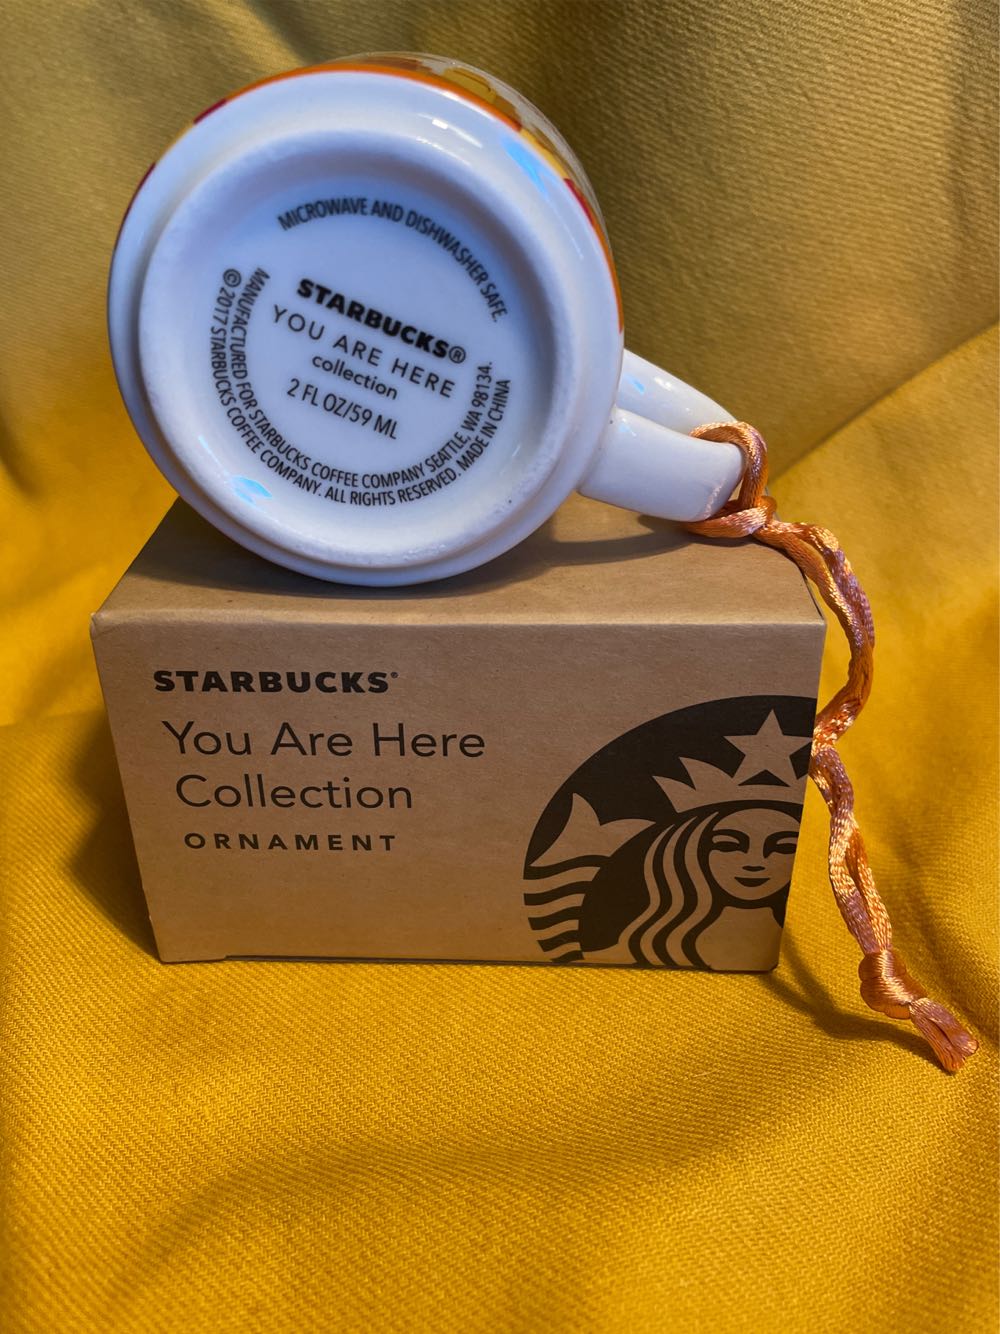 MICROWAVE AND DISHWASHER SAFE.
STARBUCKS®
YOU ARE HERE
collection
2 FL OZ/59 ML
MANUFACTURED FOR STARBUCKS COFFEE COMPANY SEATTLE, WA 98134.
© 2017 STARBUCKS COFFEE COMPANY. ALL RIGHTS RESERVED. MADE IN CHINA
STARBUCKS®
You Are Here
Collection
ORNAMENT